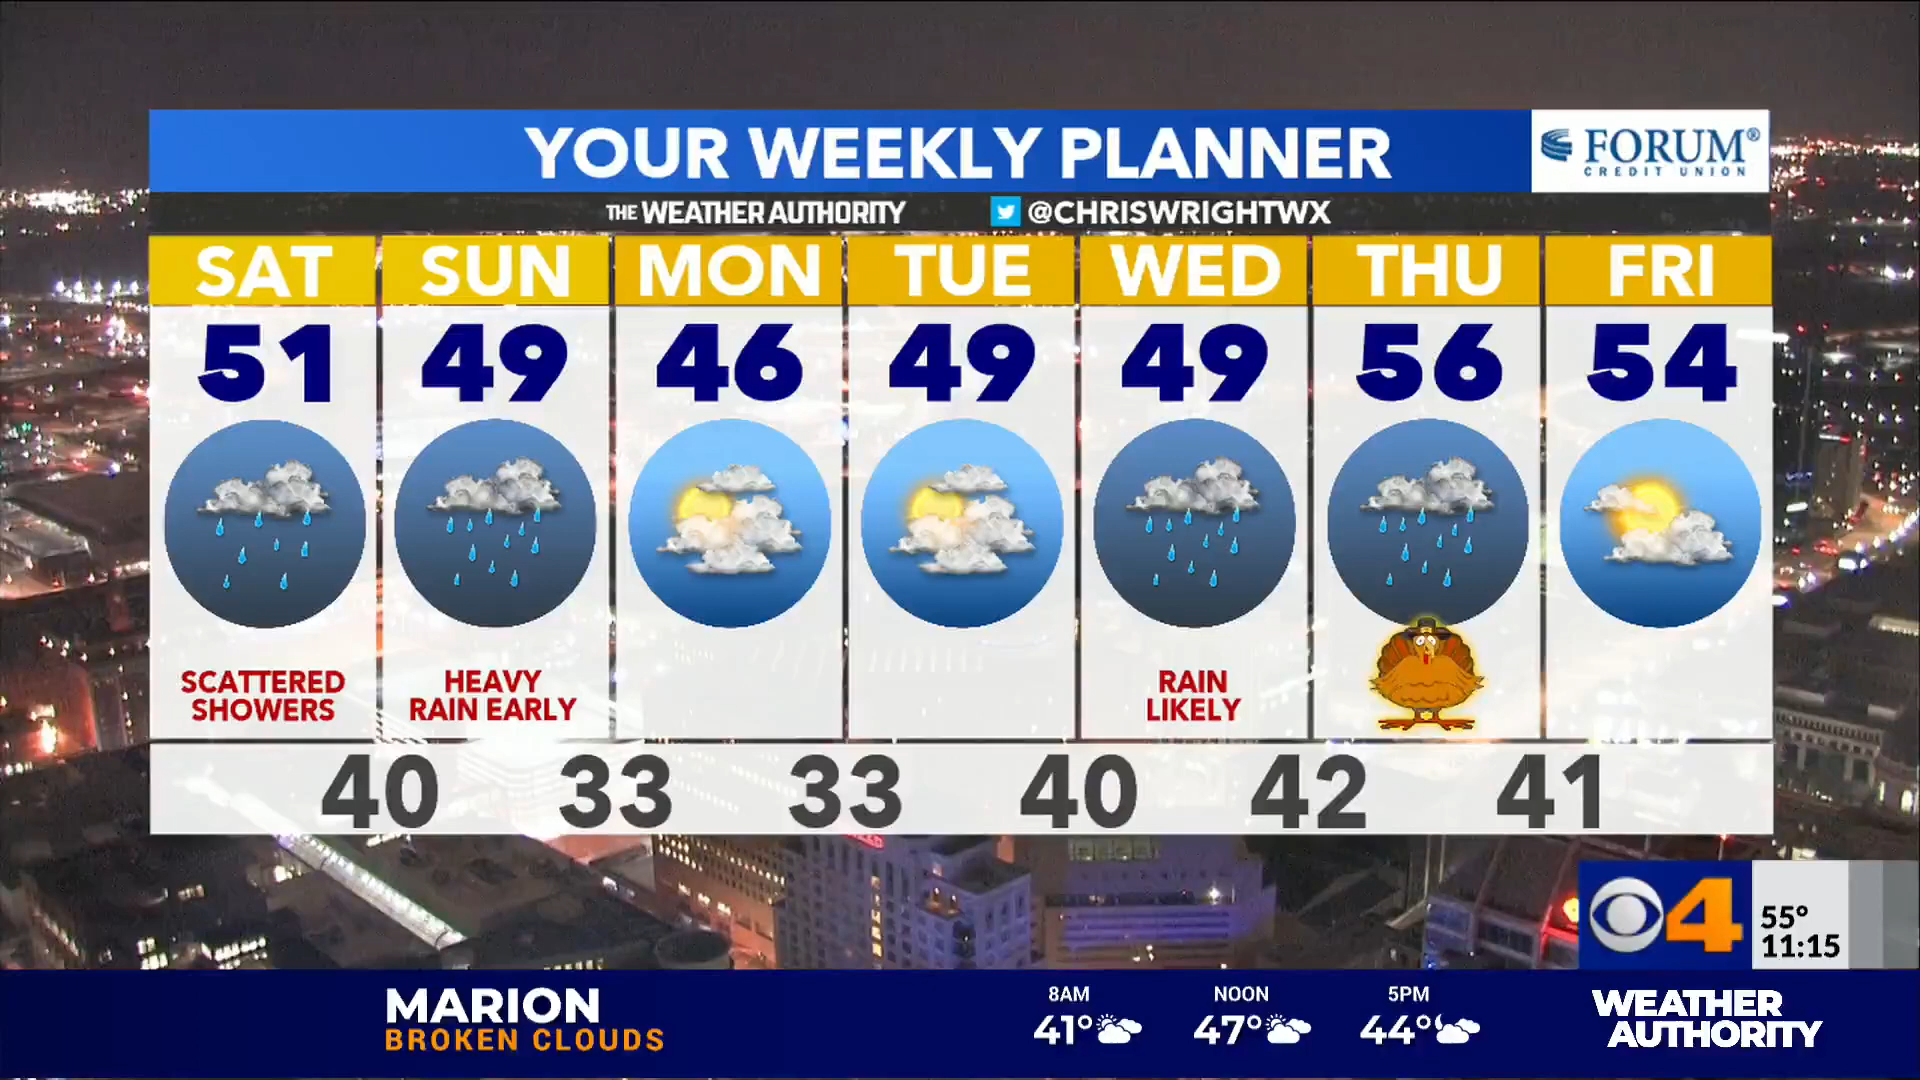 YOUR WEEKLY PLANNER
FORUM®
CREDIT UNION
THE WEATHER AUTHORITY
@CHRISWRIGHTWX
SAT SUN MON TUE WED THU FRI
51 49 46 49 49 56 54
SCATTERED SHOWERS
HEAVY RAIN EARLY
RAIN LIKELY
40 33 33 40 42 41
4
55°
11:15
MARION
BROKEN CLOUDS
8AM NOON 5PM
41° 47° 44°
WEATHER
AUTHORITY